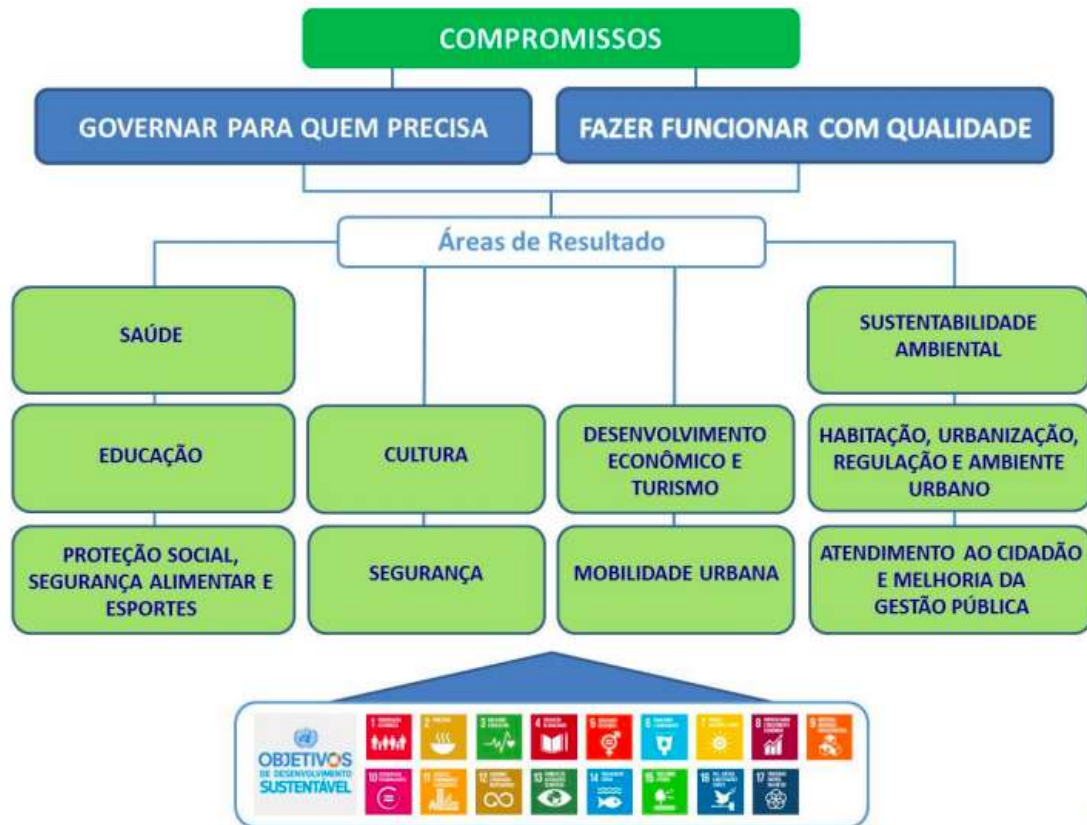 COMPROMISSOS
GOVERNAR PARA QUEM PRECISA
FAZER FUNCIONAR COM QUALIDADE
Áreas de Resultado
SAÚDE
SUSTENTABILIDADE
AMBIENTAL
EDUCAÇÃO
CULTURA
DESENVOLVIMENTO
ECONÔMICO E
TURISMO
HABITAÇÃO, URBANIZAÇÃO,
REGULAÇÃO E AMBIENTE
URBANO
PROTEÇÃO SOCIAL,
SEGURANÇA ALIMENTAR E
ESPORTES
SEGURANÇA
MOBILIDADE URBANA
ATENDIMENTO AO CIDADÃO
E MELHORIA DA
GESTÃO PÚBLICA
OBJETIVOS
DE DESENVOLVIMENTO
SUSTENTÁVEL
1
2
3
4
5
6
7
8
9
10
11
12
13
14
15
16
17